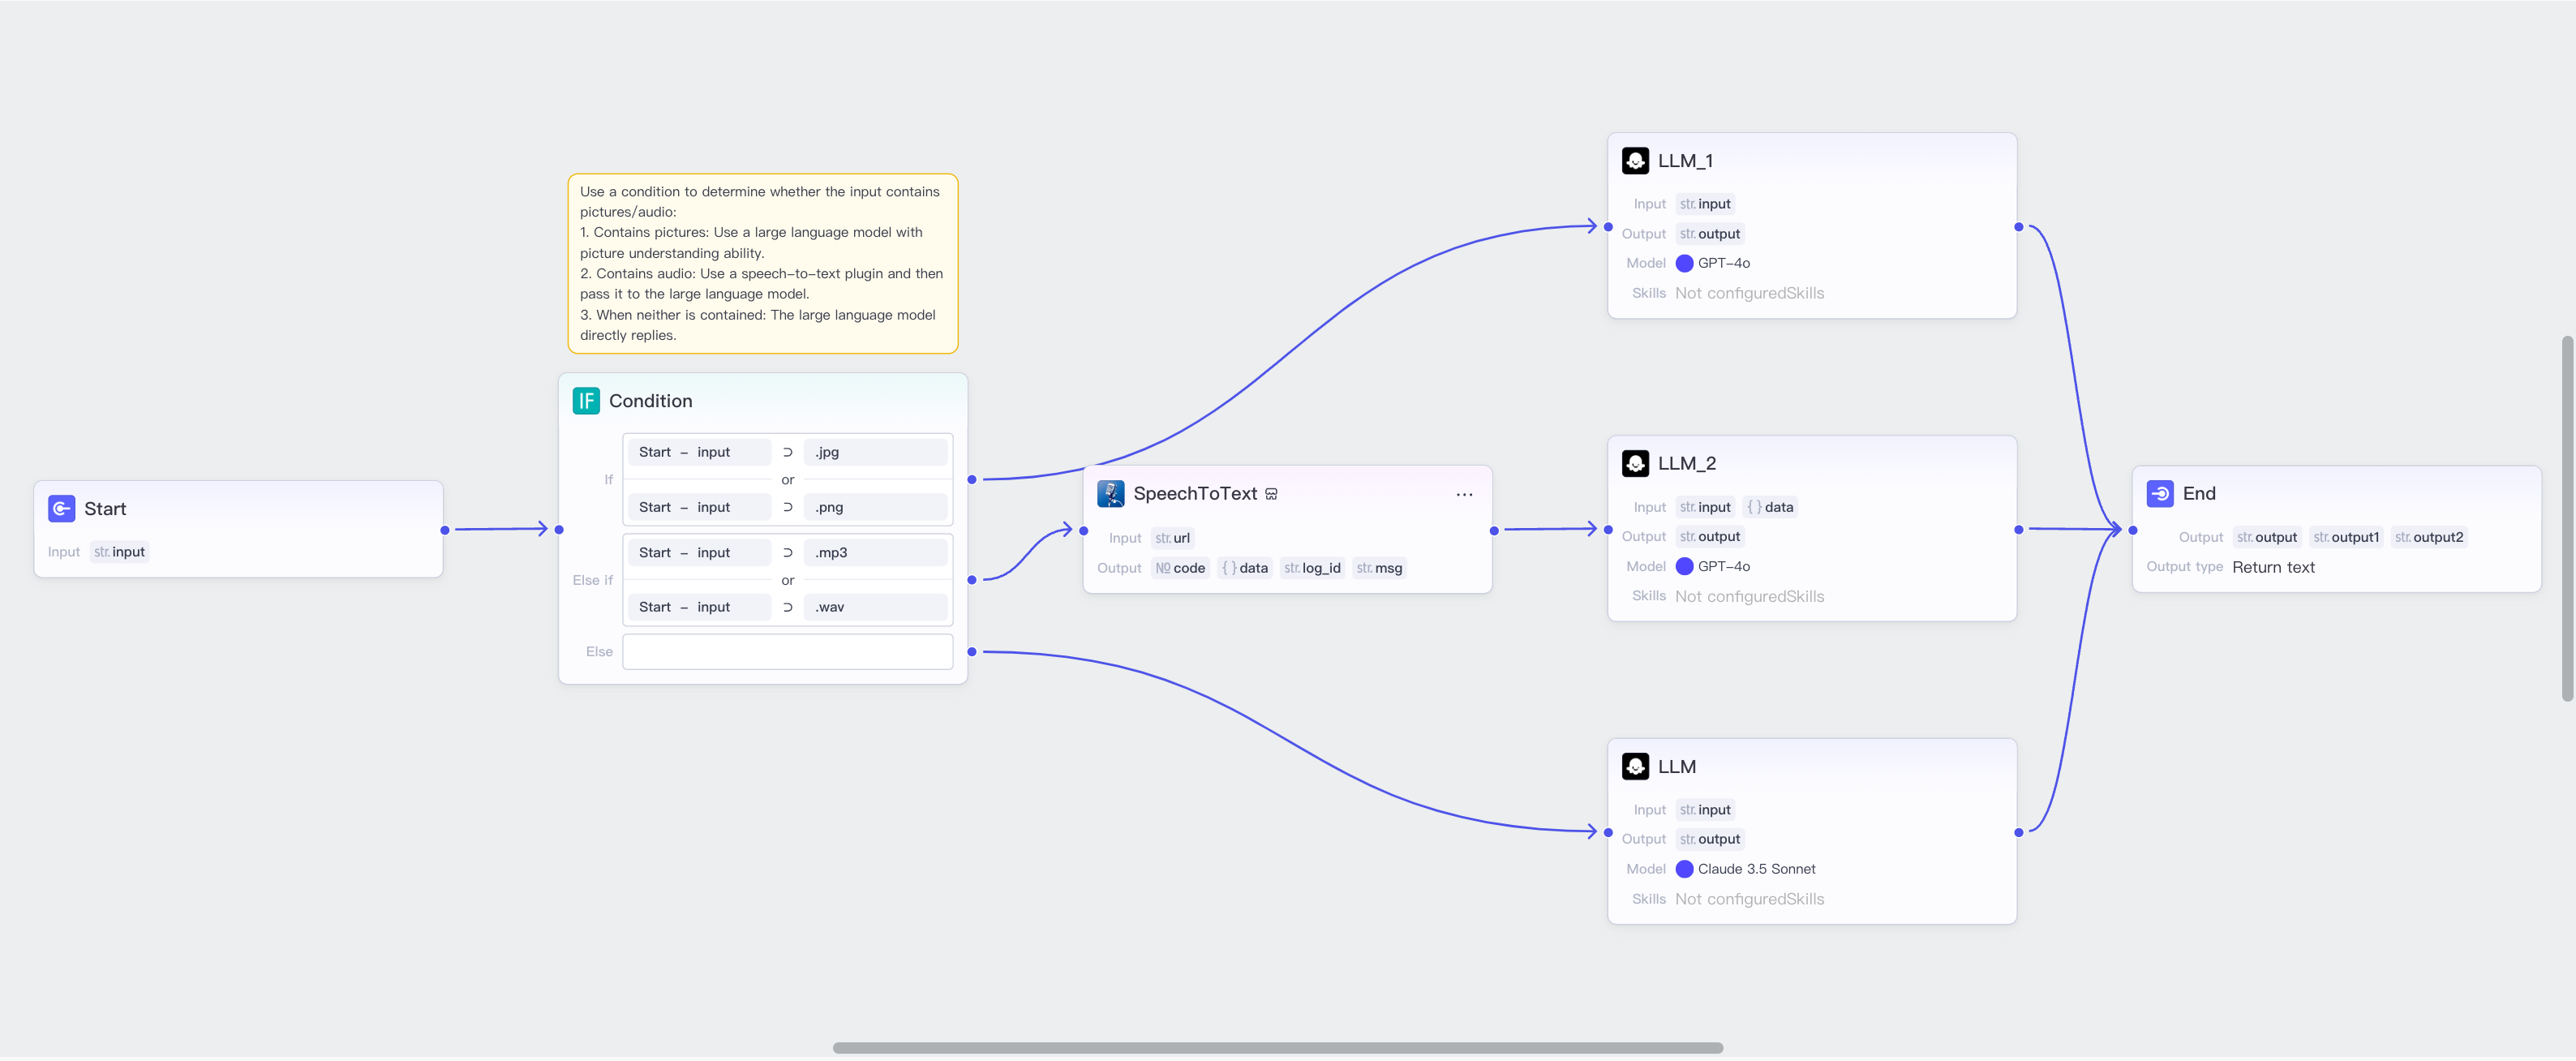 Use a condition to determine whether the input contains
pictures/audio:
1. Contains pictures: Use a large language model with
picture understanding ability.
2. Contains audio: Use a speech-to-text plugin and then
pass it to the large language model.
3. When neither is contained: The large language model
directly replies.
Start
Input str. input
IF Condition
If
Start - input ⊃ .jpg
or
Start - input ⊃ .png
Else if
Start - input ⊃ .mp3
or
Start - input ⊃ .wav
Else
SpeechToText ...
Input str. url
Output № code { } data str. log_id str. msg
LLM_1
Input str. input
Output str. output
Model GPT-4o
Skills Not configuredSkills
LLM_2
Input str. input { } data
Output str. output
Model GPT-4o
Skills Not configuredSkills
LLM
Input str. input
Output str. output
Model Claude 3.5 Sonnet
Skills Not configuredSkills
End
Output str. output str. output1 str. output2
Output type Return text